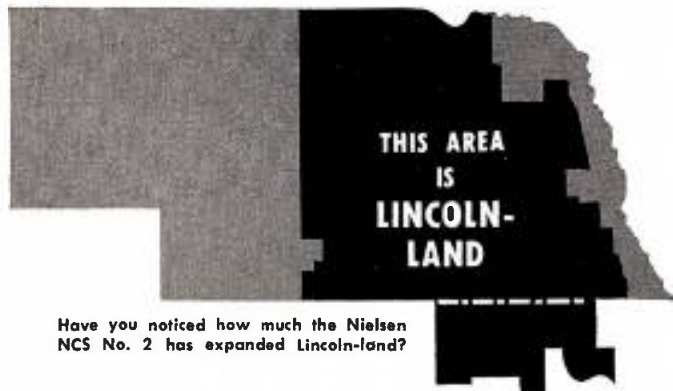 THIS AREA
IS
LINCOLN-
LAND
Have you noticed how much the Nielsen
NCS No. 2 has expanded Lincoln-land?